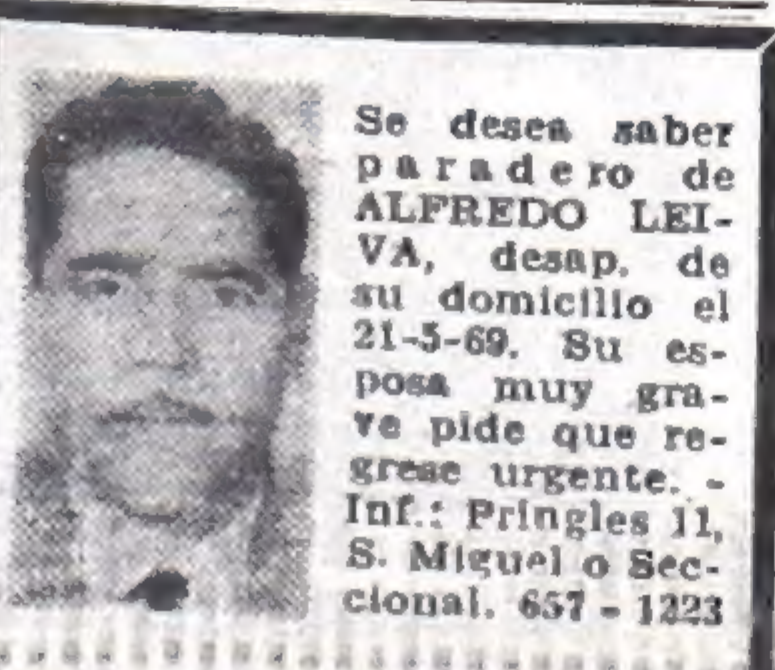 Se desea saber
paradero de
ALFREDO LEI-
VA, desap. de
su domicilio el
21-5-69. Su es-
posa muy gra-
ve pide que re-
grese urgente. -
Inf.: Pringles 11,
S. Miguel o Sec-
cional. 657 - 1223